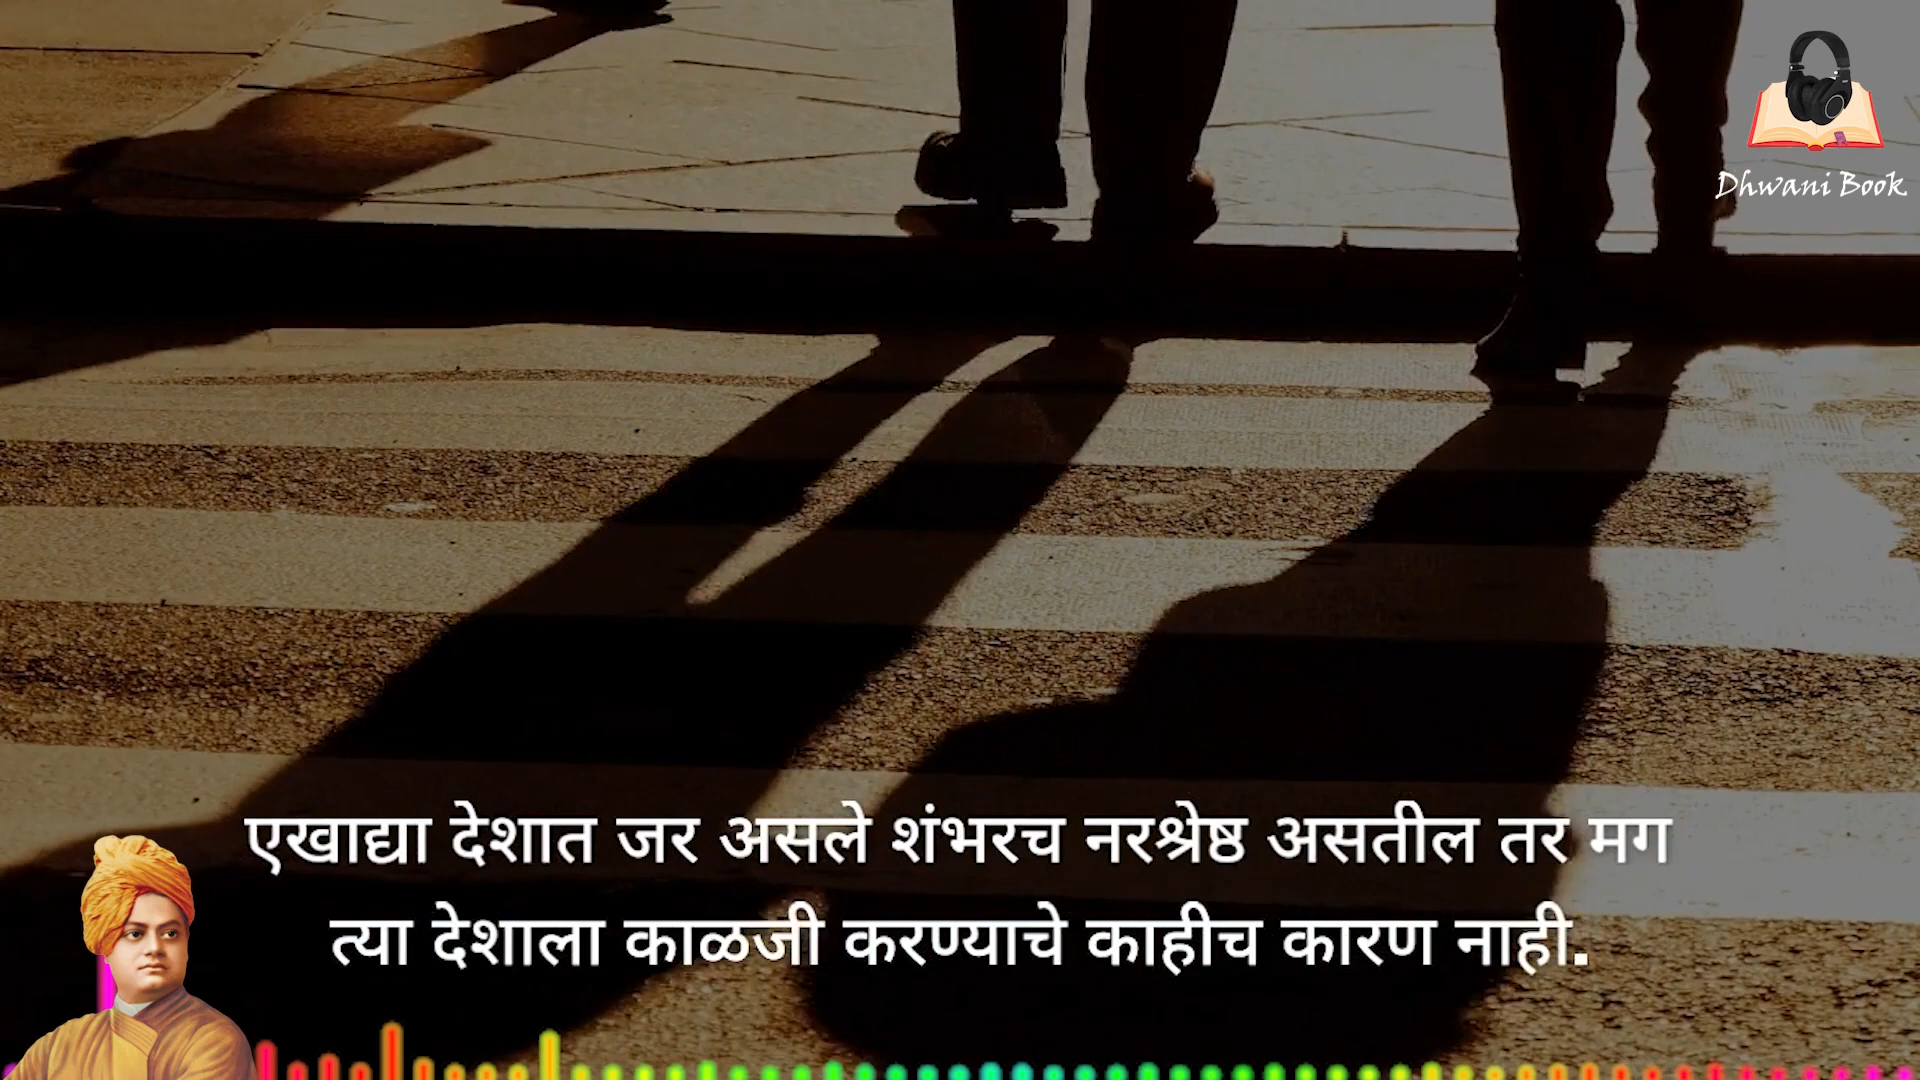 Dhwani Book
एखाद्या देशात जर असले शंभरच नरश्रेष्ठ असतील तर मग
त्या देशाला काळजी करण्याचे काहीच कारण नाही.